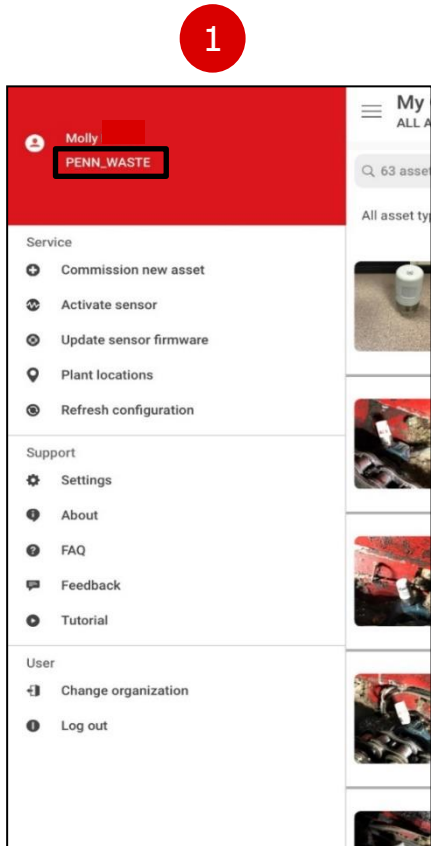 1
Molly
PENN_WASTE
Service
Commission new asset
Activate sensor
Update sensor firmware
Plant locations
Refresh configuration
Support
Settings
About
FAQ
Feedback
Tutorial
User
Change organization
Log out
My
ALL A
63 asset
All asset ty